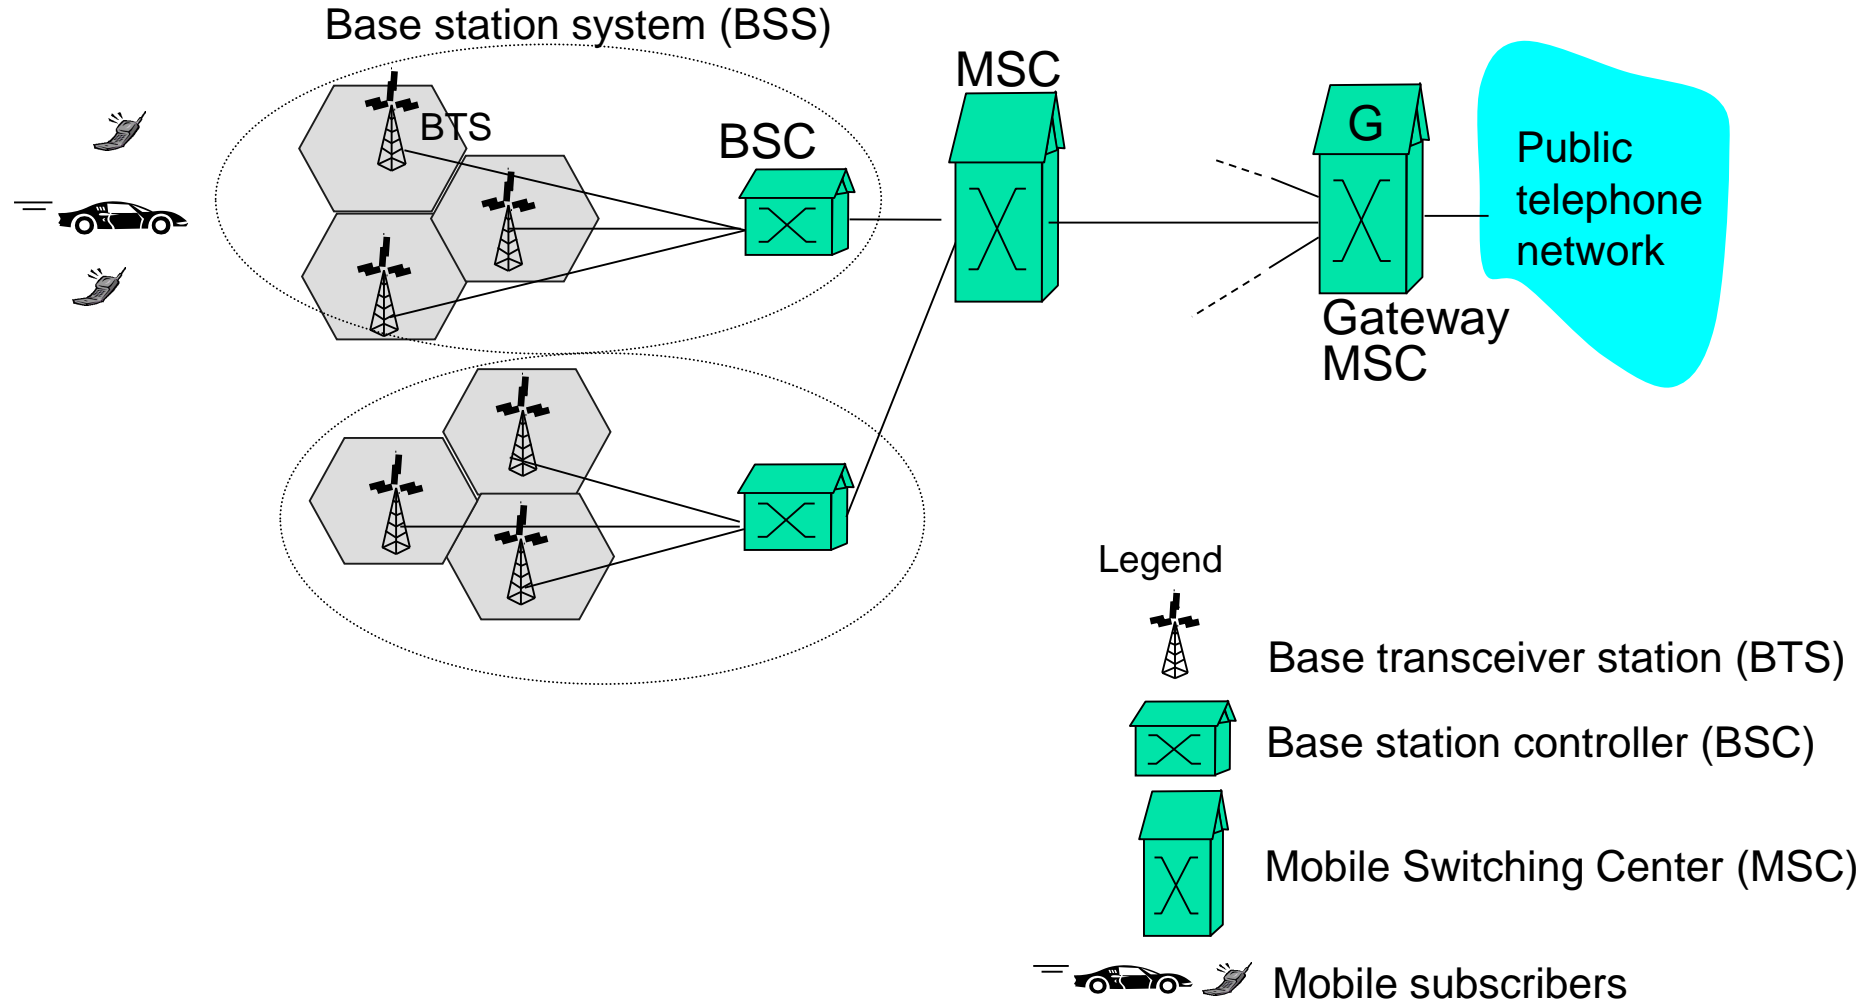 Base station system (BSS)
BTS
BSC
MSC
G
Gateway
MSC
Public
telephone
network
Legend
Base transceiver station (BTS)
Base station controller (BSC)
Mobile Switching Center (MSC)
Mobile subscribers